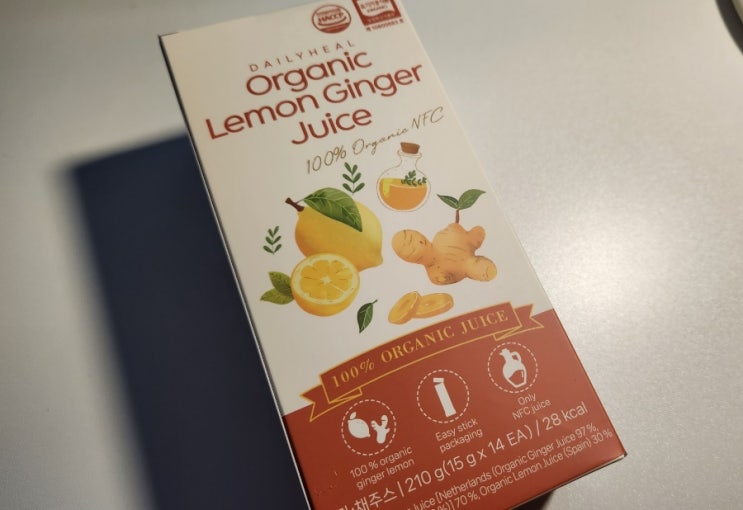 HACCP
DAILYHEAL
Organic
Lemon Ginger
Juice
100% Organic NFC
100% ORGANIC JUICE
100 % organic
ginger lemon
Easy stick
packaging
Only
NFC juice
채주스 | 210 g(15 g x 14 EA) / 28 kcal
Juice [Netherlands (Organic Ginger Juice 97 %,
%)] 70 %, Organic Lemon Juice (Spain) 30 %